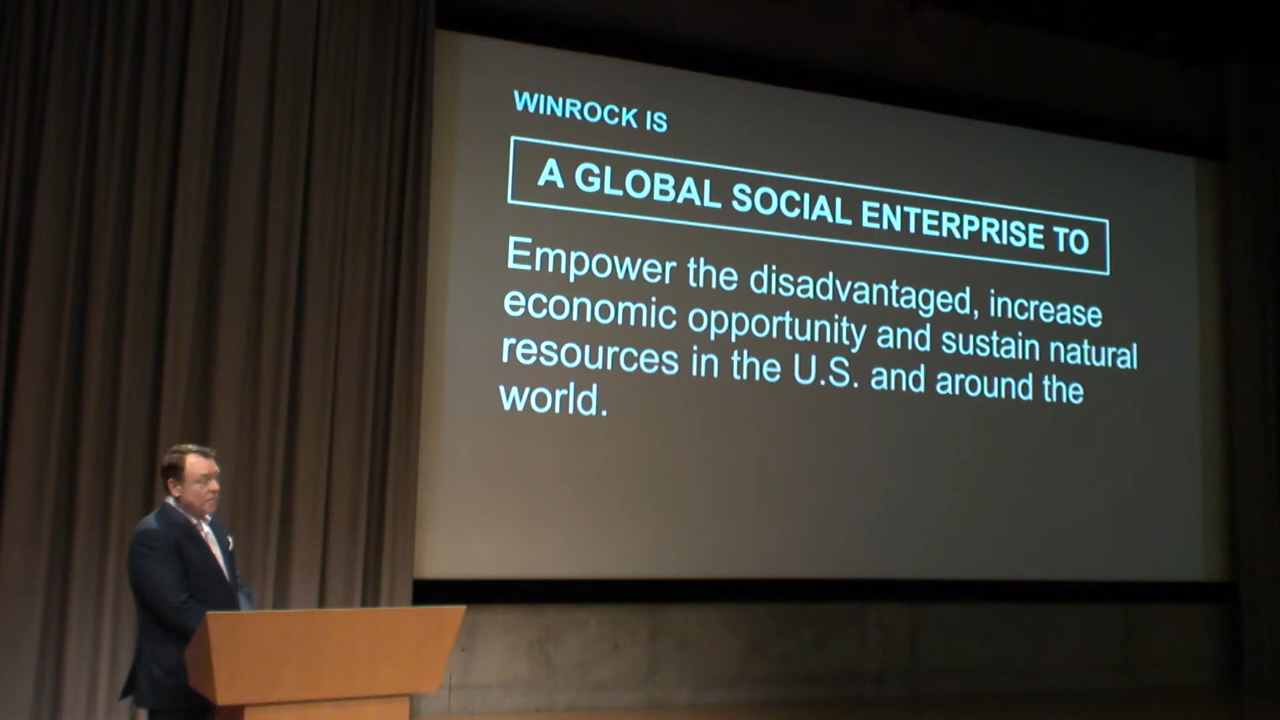 WINROCK IS
A GLOBAL SOCIAL ENTERPRISE TO
Empower the disadvantaged, increase
economic opportunity and sustain natural
resources in the U.S. and around the
world.